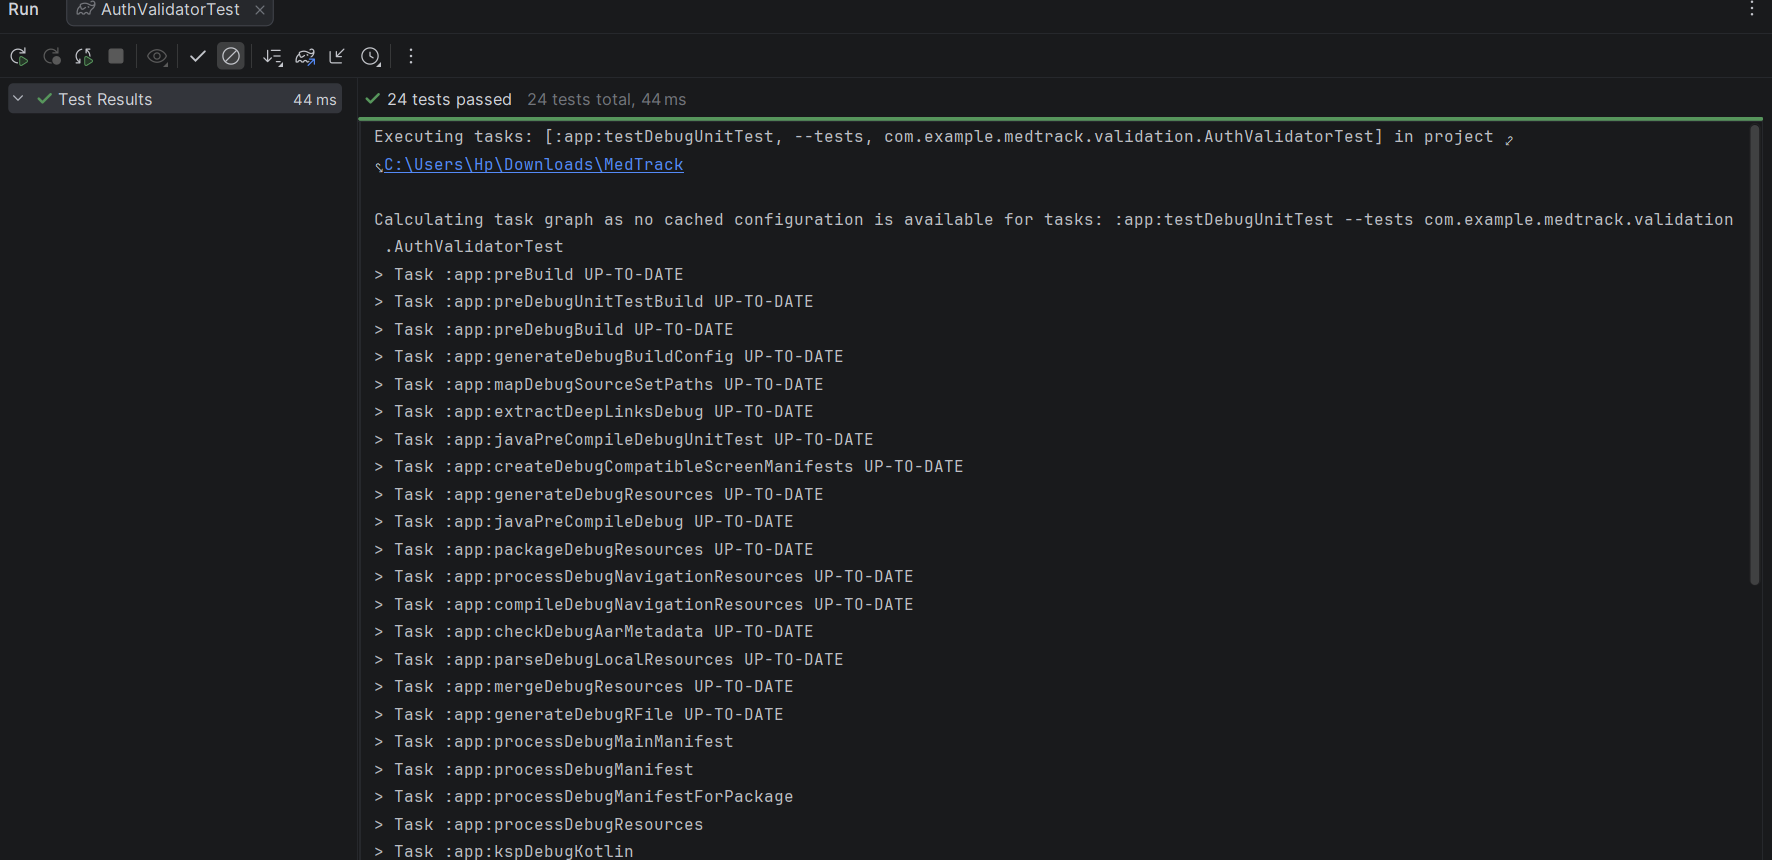 Run
AuthValidatorTest
Test Results 44 ms
24 tests passed 24 tests total, 44 ms
Executing tasks: [:app:testDebugUnitTest, --tests, com.example.medtrack.validation.AuthValidatorTest] in project
C:\Users\Hp\Downloads\MedTrack
Calculating task graph as no cached configuration is available for tasks: :app:testDebugUnitTest --tests com.example.medtrack.validation
.AuthValidatorTest
> Task :app:preBuild UP-TO-DATE
> Task :app:preDebugUnitTestBuild UP-TO-DATE
> Task :app:preDebugBuild UP-TO-DATE
> Task :app:generateDebugBuildConfig UP-TO-DATE
> Task :app:mapDebugSourceSetPaths UP-TO-DATE
> Task :app:extractDeepLinksDebug UP-TO-DATE
> Task :app:javaPreCompileDebugUnitTest UP-TO-DATE
> Task :app:createDebugCompatibleScreenManifests UP-TO-DATE
> Task :app:generateDebugResources UP-TO-DATE
> Task :app:javaPreCompileDebug UP-TO-DATE
> Task :app:packageDebugResources UP-TO-DATE
> Task :app:processDebugNavigationResources UP-TO-DATE
> Task :app:compileDebugNavigationResources UP-TO-DATE
> Task :app:checkDebugAarMetadata UP-TO-DATE
> Task :app:parseDebugLocalResources UP-TO-DATE
> Task :app:mergeDebugResources UP-TO-DATE
> Task :app:generateDebugRFile UP-TO-DATE
> Task :app:processDebugMainManifest
> Task :app:processDebugManifest
> Task :app:processDebugManifestForPackage
> Task :app:processDebugResources
> Task :app:kspDebugKotlin